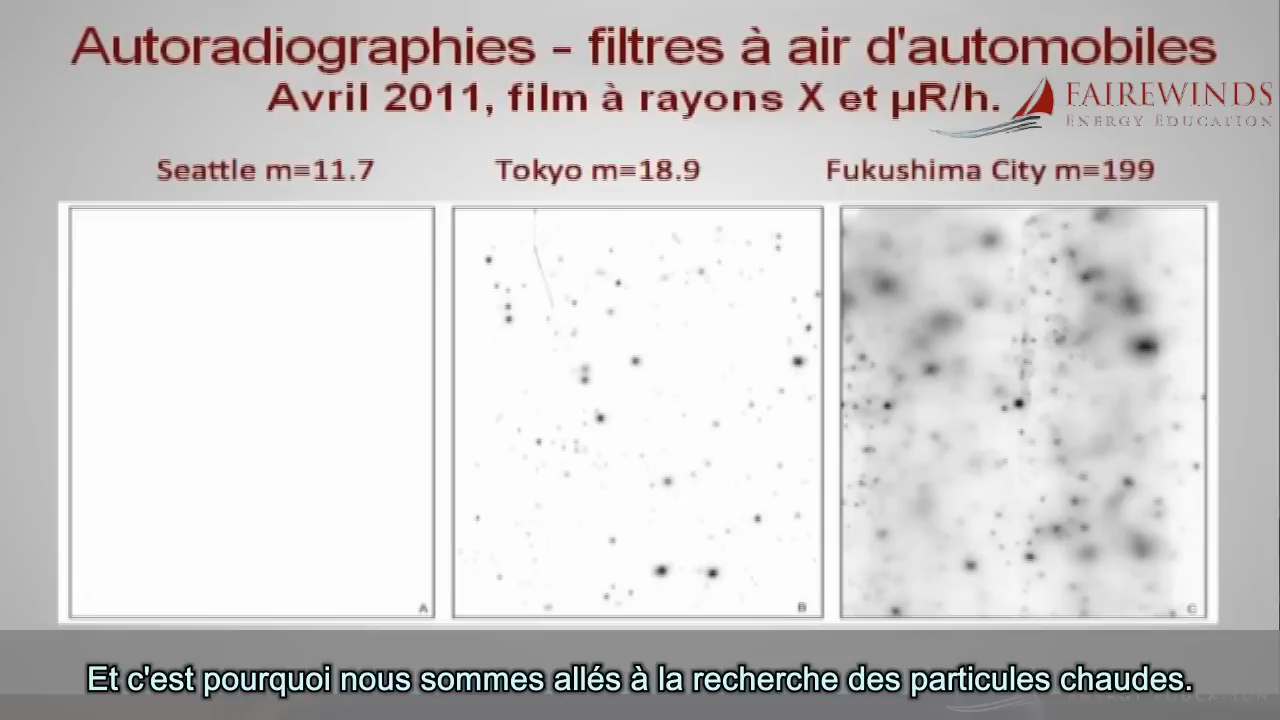 Autoradiographies - filtres à air d'automobiles
Avril 2011, film à rayons X et µR/h.
FAIREWINDS
ENERGY EDUCATION
Seattle m=11.7
Tokyo m=18.9
Fukushima City m=199
A
B
C
Et c'est pourquoi nous sommes allés à la recherche des particules chaudes.